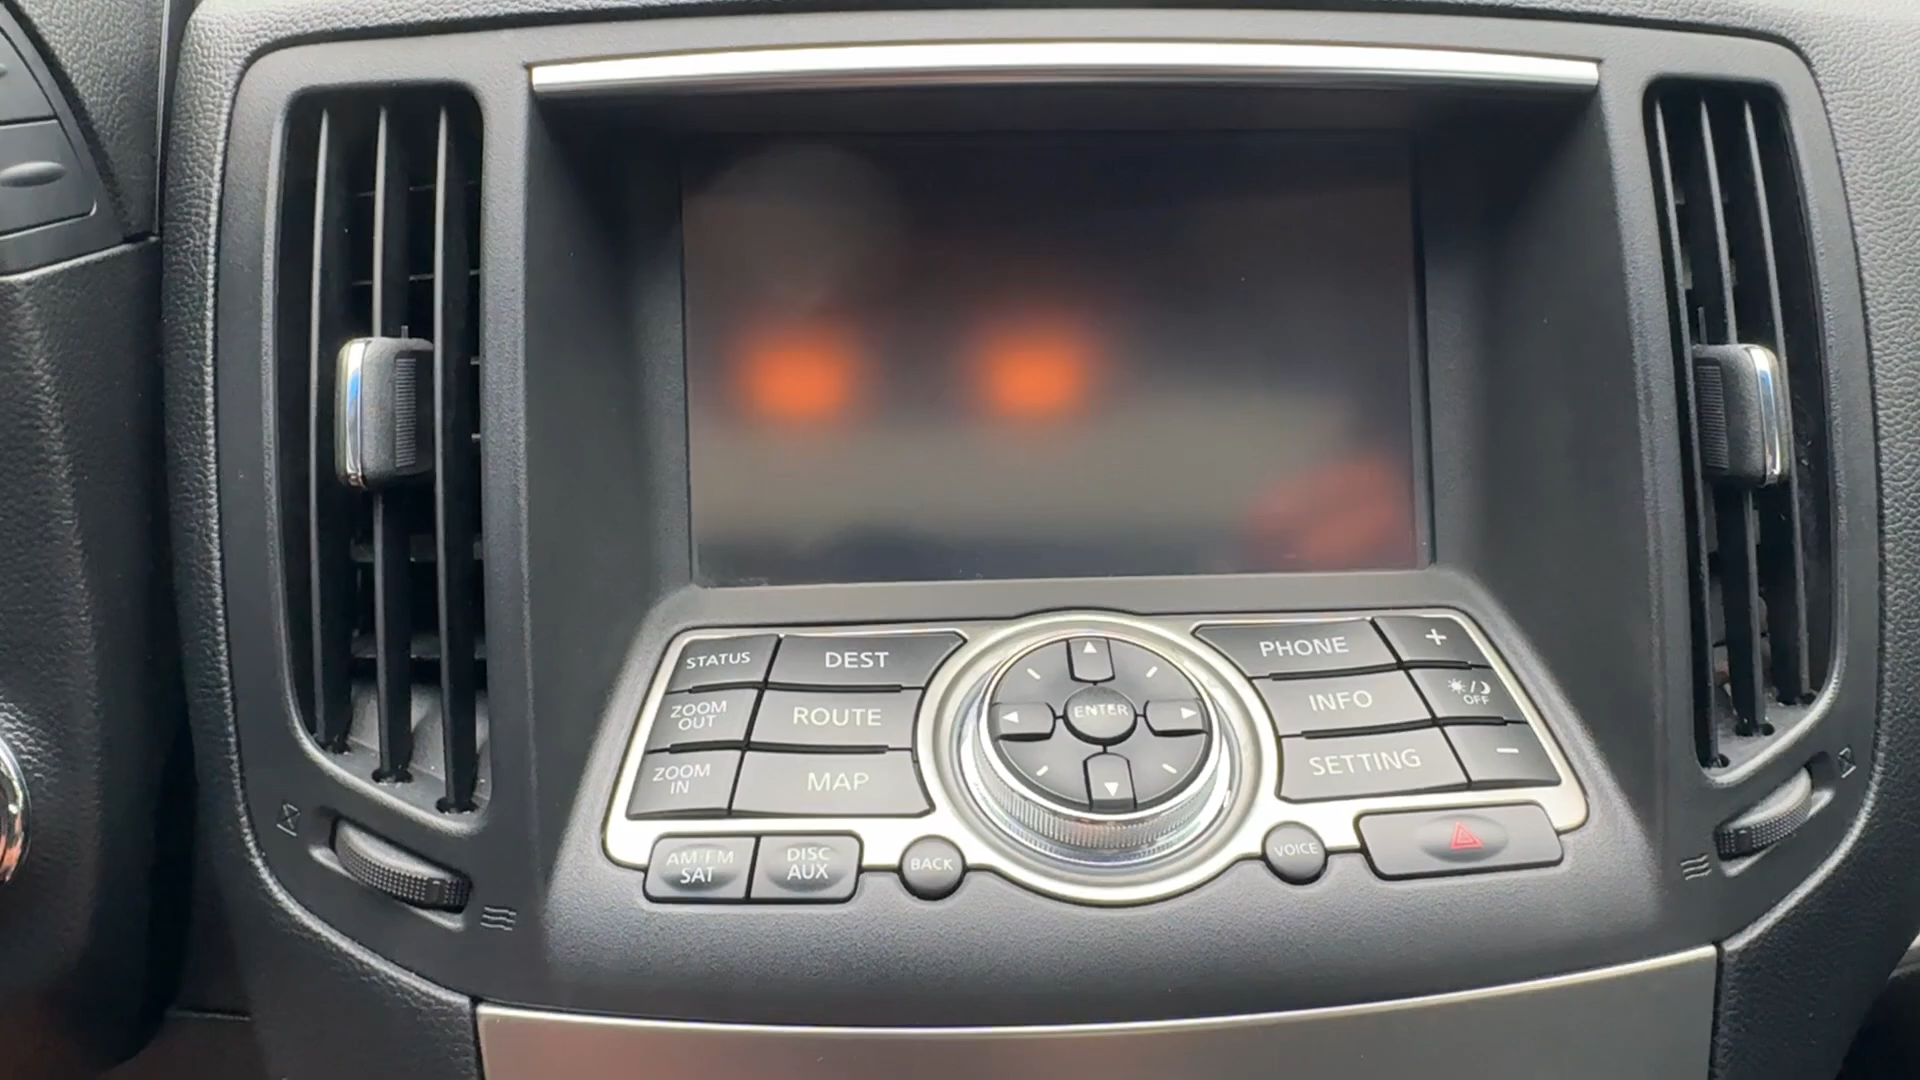 STATUS
DEST
PHONE
+
ZOOM
OUT
ROUTE
ENTER
INFO
OFF
ZOOM
IN
MAP
SETTING
−
AM·FM
SAT
DISC
AUX
BACK
VOICE